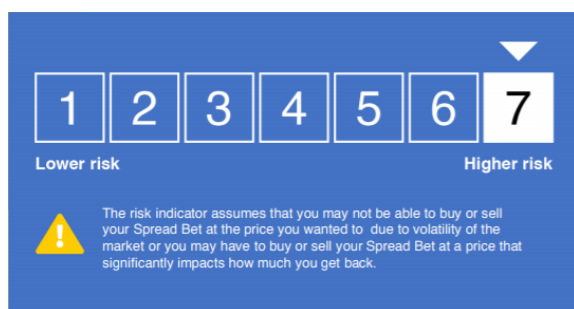 1 2 3 4 5 6 7
Lower risk Higher risk
The risk indicator assumes that you may not be able to buy or sell
your Spread Bet at the price you wanted to due to volatility of the
market or you may have to buy or sell your Spread Bet at a price that
significantly impacts how much you get back.